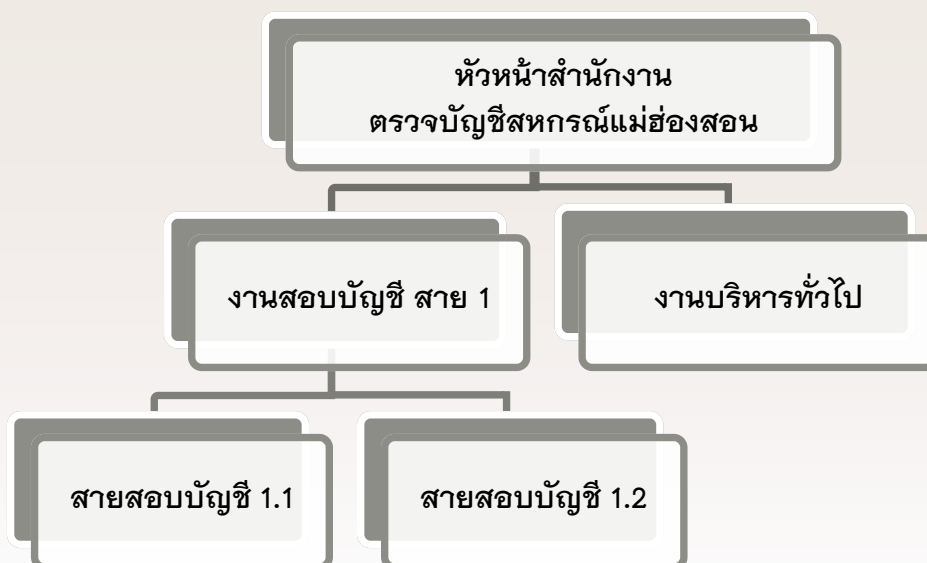 หัวหน้าสำนักงาน
ตรวจบัญชีสหกรณ์แม่ฮ่องสอน
งานสอบบัญชี สาย 1
งานบริหารทั่วไป
สายสอบบัญชี 1.1
สายสอบบัญชี 1.2